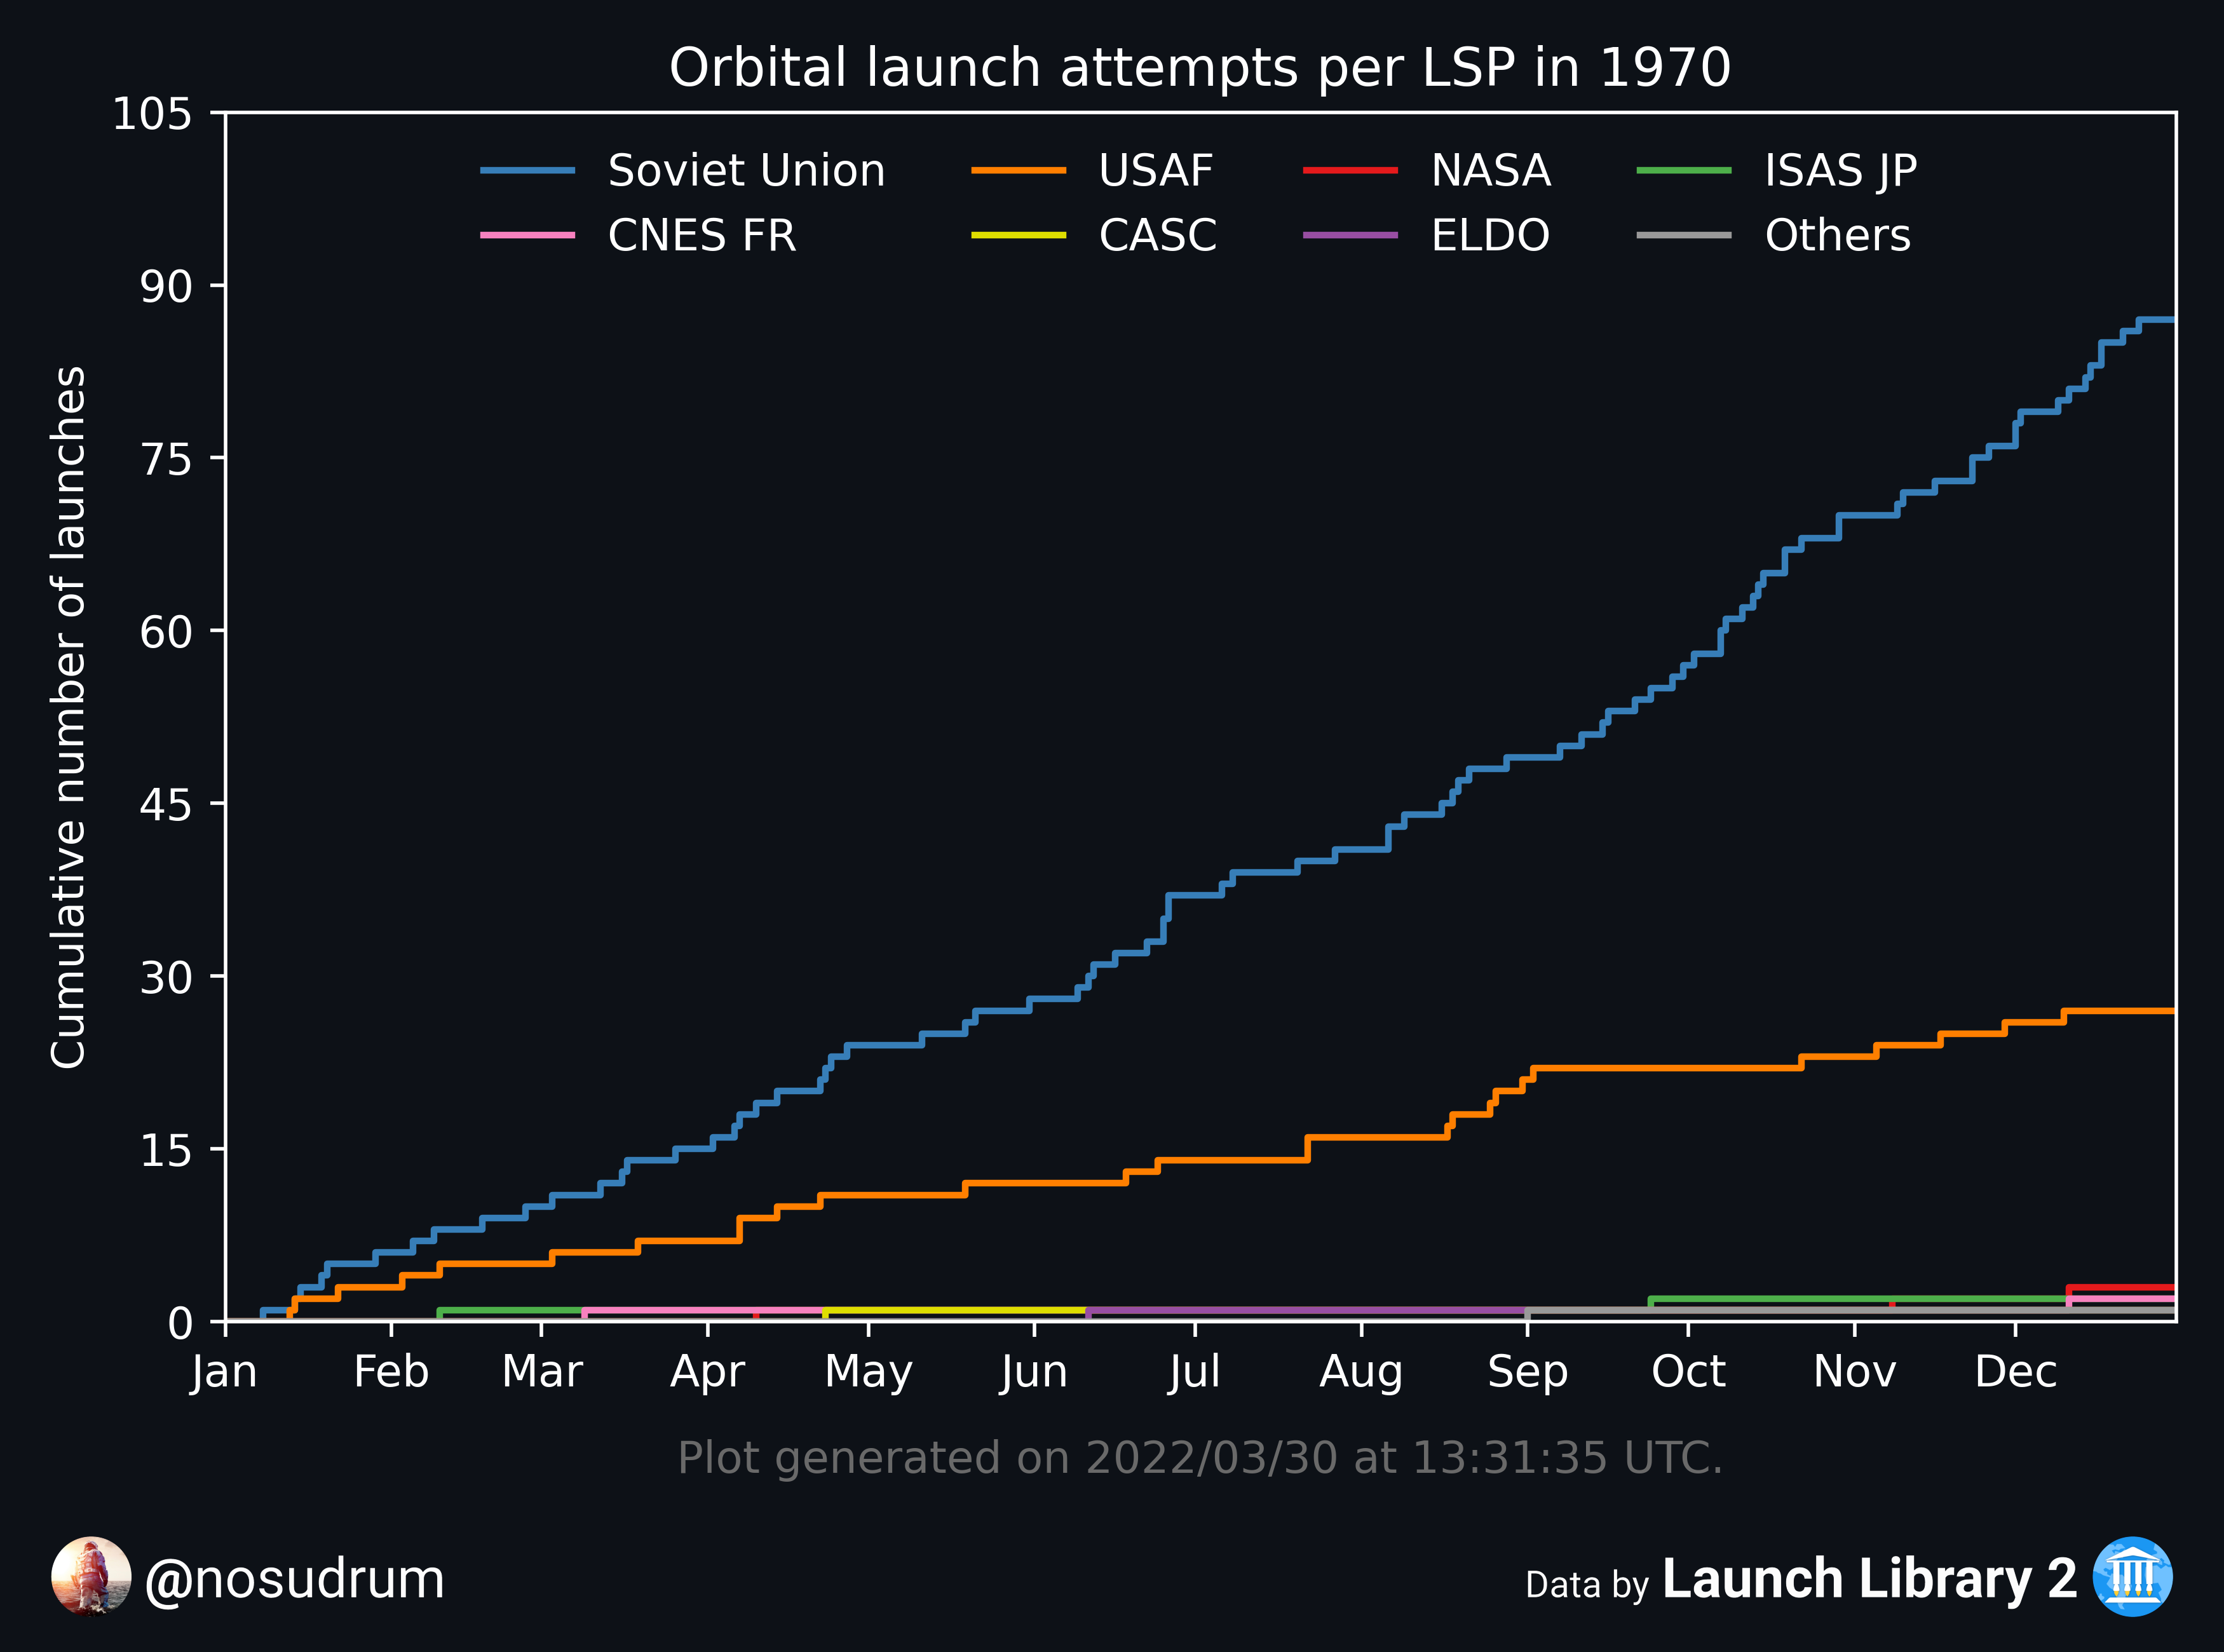 Orbital launch attempts per LSP in 1970
105
90
75
60
45
30
15
0
Cumulative number of launches
Soviet Union USAF NASA ISAS JP
CNES FR CASC ELDO Others
Jan Feb Mar Apr May Jun Jul Aug Sep Oct Nov Dec
Plot generated on 2022/03/30 at 13:31:35 UTC.
@nosudrum
Data by Launch Library 2